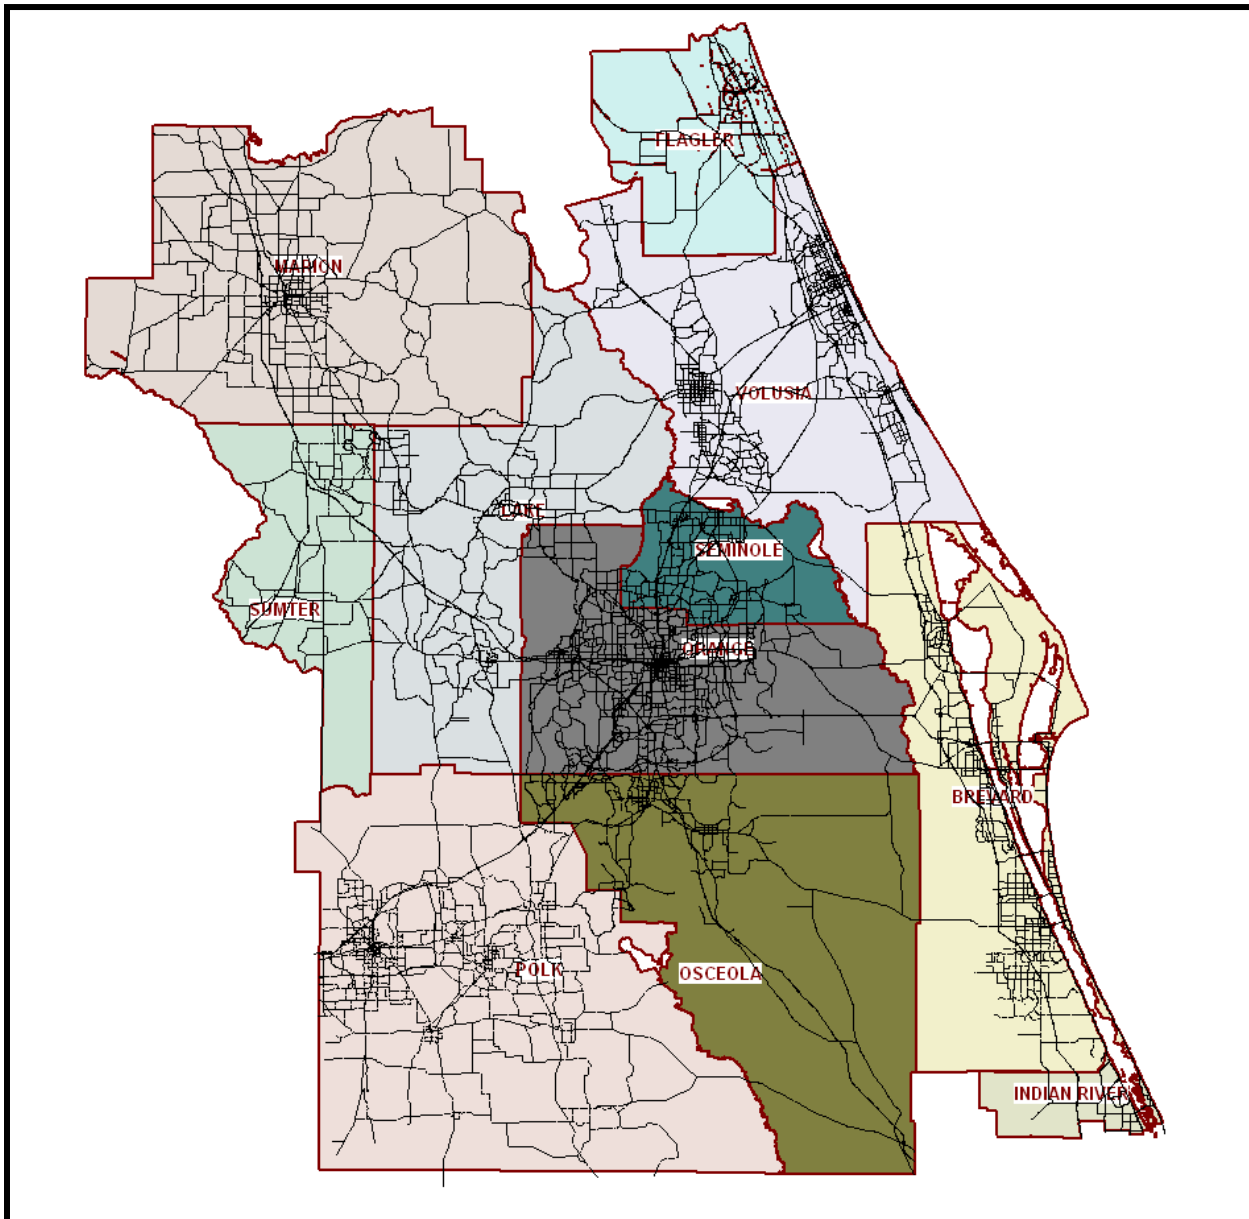 FLAGLER
MARION
VOLUSIA
LAKE
SEMINOLE
SUMTER
ORANGE
BREVARD
POLK
OSCEOLA
INDIAN RIVER